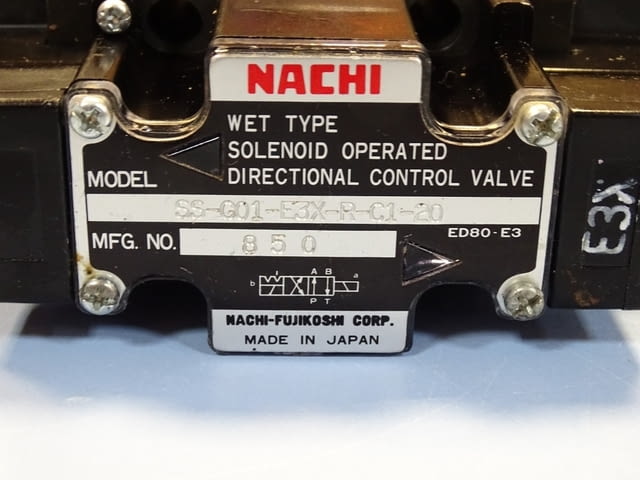 NACHI
WET TYPE
SOLENOID OPERATED
MODEL DIRECTIONAL CONTROL VALVE
SS-G01-E3X-R-C1-20
MFG. NO. 850 ED80-E3
A B
b a
P T
NACHI-FUJIKOSHI CORP.
MADE IN JAPAN
E3X